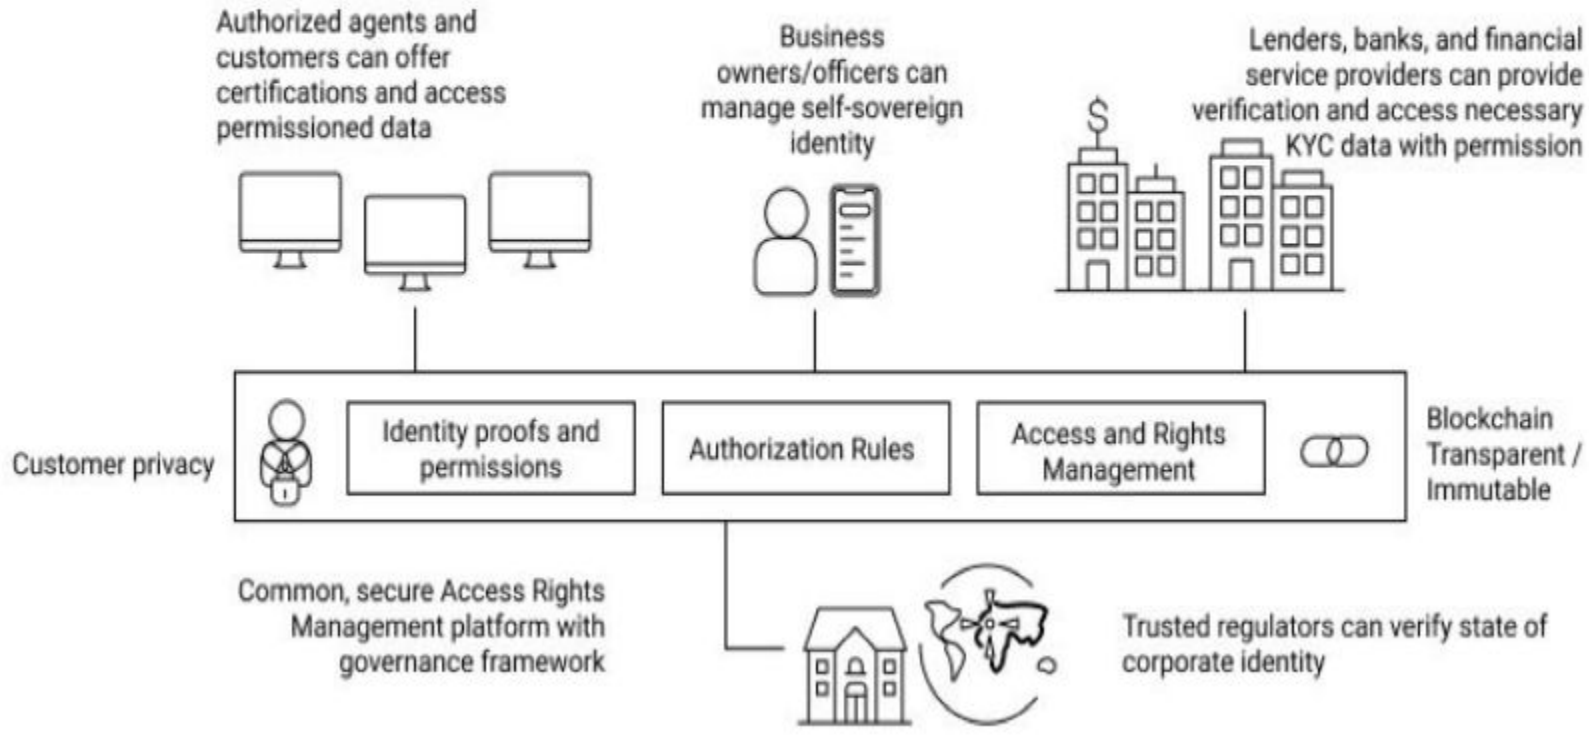 Authorized agents and
customers can offer
certifications and access
permissioned data
Business
owners/officers can
manage self-sovereign
identity
Lenders, banks, and financial
service providers can provide
verification and access necessary
KYC data with permission
$
Customer privacy
Identity proofs and
permissions
Authorization Rules
Access and Rights
Management
Blockchain
Transparent /
Immutable
Common, secure Access Rights
Management platform with
governance framework
Trusted regulators can verify state of
corporate identity